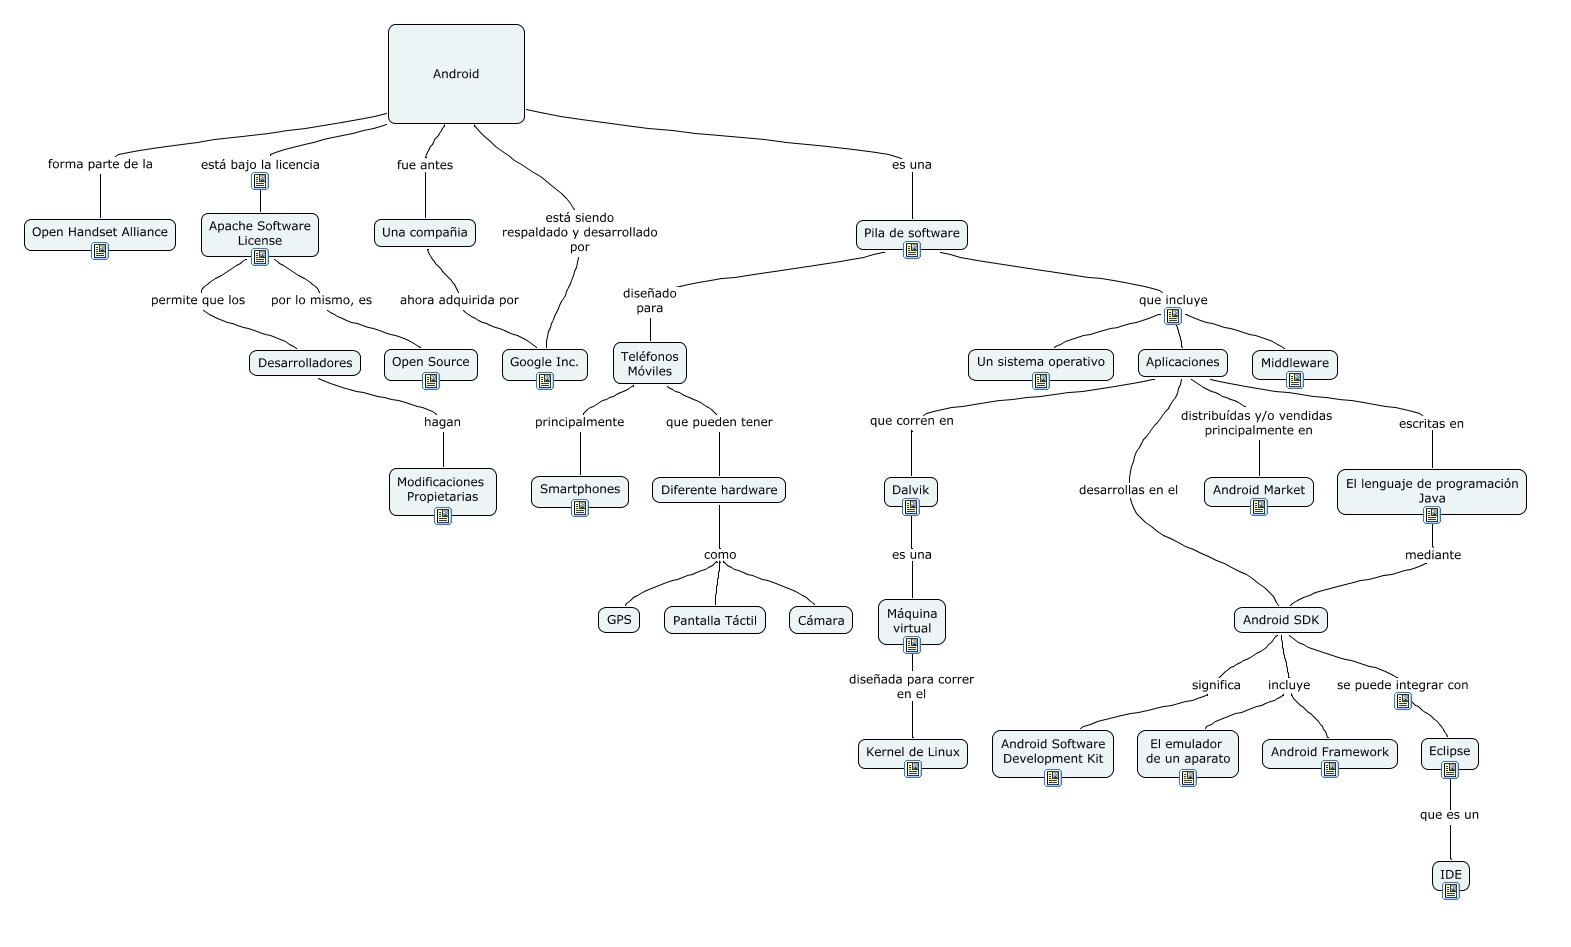 Android
forma parte de la
está bajo la licencia
fue antes
es una
está siendo
respaldado y desarrollado
por
Open Handset Alliance
Apache Software
License
Una compañia
Pila de software
permite que los
por lo mismo, es
ahora adquirida por
diseñado
para
que incluye
Desarrolladores
Open Source
Google Inc.
Teléfonos
Móviles
Un sistema operativo
Aplicaciones
Middleware
hagan
principalmente
que pueden tener
que corren en
distribuídas y/o vendidas
principalmente en
escritas en
Modificaciones
Propietarias
Smartphones
Diferente hardware
Dalvik
desarrollas en el
Android Market
El lenguaje de programación
Java
como
es una
mediante
GPS
Pantalla Táctil
Cámara
Máquina
virtual
Android SDK
diseñada para correr
en el
significa
incluye
se puede integrar con
Kernel de Linux
Android Software
Development Kit
El emulador
de un aparato
Android Framework
Eclipse
que es un
IDE